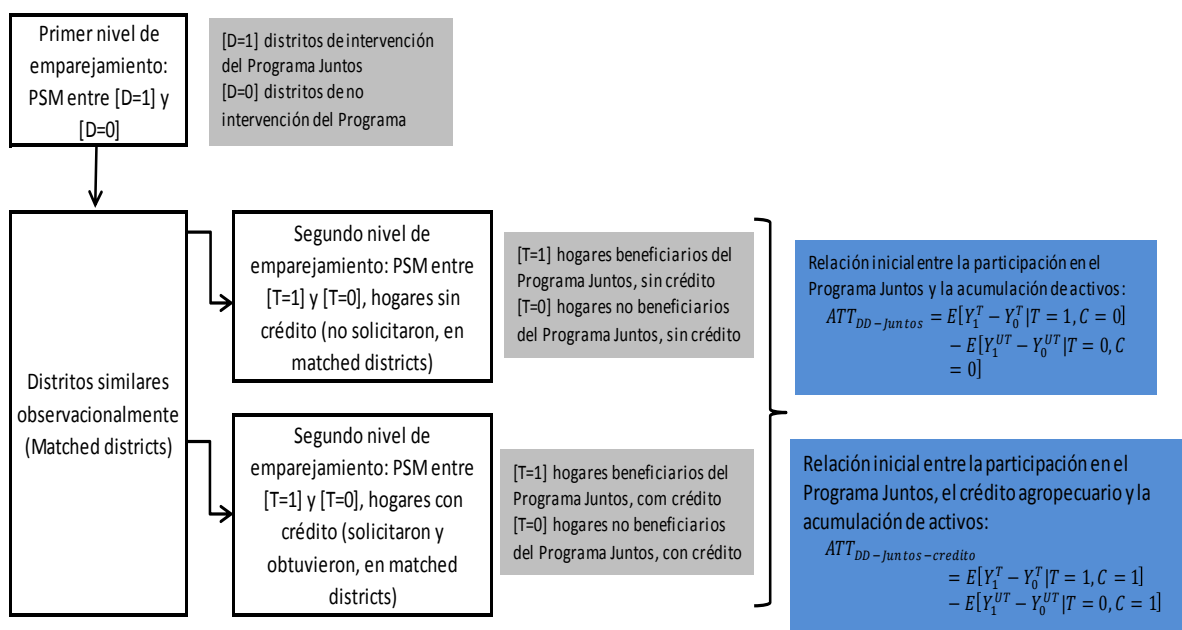 Primer nivel de
emparejamiento:
PSM entre [D=1] y
[D=0]
[D=1] distritos de intervención
del Programa Juntos
[D=0] distritos de no
intervención del Programa
Distritos similares
observacionalmente
(Matched districts)
Segundo nivel de
emparejamiento: PSM entre
[T=1] y [T=0], hogares sin
crédito (no solicitaron, en
matched districts)
[T=1] hogares beneficiarios del
Programa Juntos, sin crédito
[T=0] hogares no beneficiarios
del Programa Juntos, sin crédito
Relación inicial entre la participación en el
Programa Juntos y la acumulación de activos:
ATT_{DD-Juntos} = E[Y_1^T − Y_0^T|T = 1, C = 0]
− E[Y_1^{UT} − Y_0^{UT}|T = 0, C
= 0]
Segundo nivel de
emparejamiento: PSM entre
[T=1] y [T=0], hogares con
crédito (solicitaron y
obtuvieron, en matched
districts)
[T=1] hogares beneficiarios del
Programa Juntos, com crédito
[T=0] hogares no beneficiarios
del Programa Juntos, con crédito
Relación inicial entre la participación en el
Programa Juntos, el crédito agropecuario y la
acumulación de activos:
ATT_{DD-Juntos-credito}
= E[Y_1^T − Y_0^T|T = 1, C = 1]
− E[Y_1^{UT} − Y_0^{UT}|T = 0, C = 1]